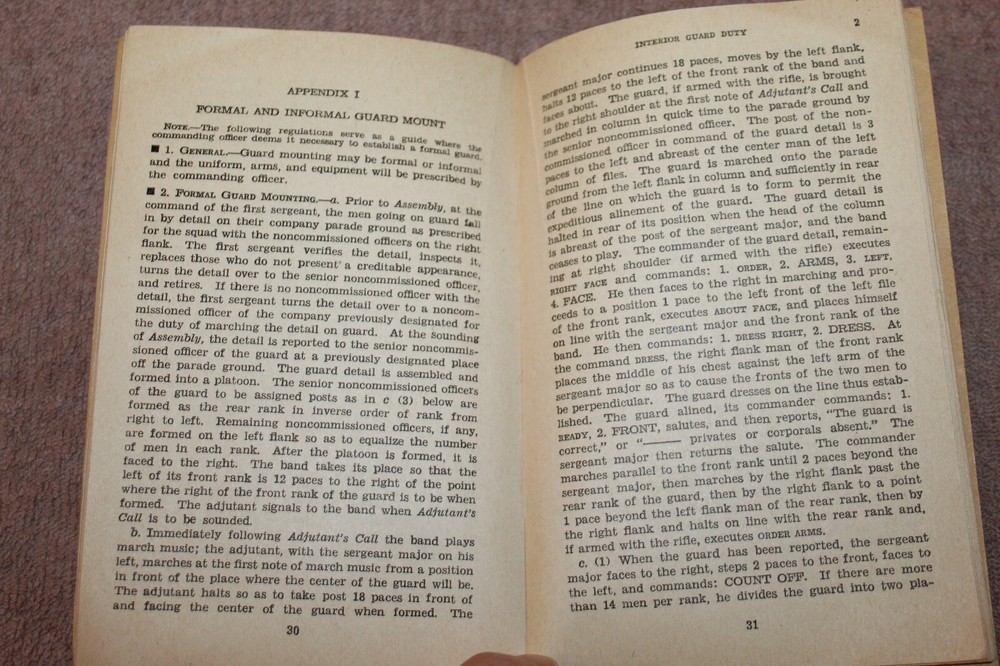 APPENDIX I
FORMAL AND INFORMAL GUARD MOUNT
NOTE.—The following regulations serve as a guide where the
commanding officer deems it necessary to establish a formal guard.
■ 1. GENERAL.—Guard mounting may be formal or informal
and the uniform, arms, and equipment will be prescribed by
the commanding officer.
■ 2. FORMAL GUARD MOUNTING.—a. Prior to Assembly, at the
command of the first sergeant, the men going on guard fall
in by detail on their company parade ground as prescribed
for the squad with the noncommissioned officers on the right
flank. The first sergeant verifies the detail, inspects it,
replaces those who do not present a creditable appearance,
turns the detail over to the senior noncommissioned officer,
and retires. If there is no noncommissioned officer with the
detail, the first sergeant turns the detail over to a noncom-
missioned officer of the company previously designated for
the duty of marching the detail on guard. At the sounding
of Assembly, the detail is reported to the senior noncommis-
sioned officer of the guard at a previously designated place
off the parade ground. The guard detail is assembled and
formed into a platoon. The senior noncommissioned officers
of the guard to be assigned posts as in c (3) below are
formed as the rear rank in inverse order of rank from
right to left. Remaining noncommissioned officers, if any,
are formed on the left flank so as to equalize the number
of men in each rank. After the platoon is formed, it is
faced to the right. The band takes its place so that the
left of its front rank is 12 paces to the right of the point
where the right of the front rank of the guard is to be when
formed. The adjutant signals to the band when Adjutant's
Call is to be sounded.
b. Immediately following Adjutant's Call the band plays
march music; the adjutant, with the sergeant major on his
left, marches at the first note of march music from a position
in front of the place where the center of the guard will be.
The adjutant halts so as to take post 18 paces in front of
and facing the center of the guard when formed. The
30
INTERIOR GUARD DUTY 2
sergeant major continues 18 paces, moves by the left flank,
halts 12 paces to the left of the front rank of the band and
faces about. The guard, if armed with the rifle, is brought
to the right shoulder at the first note of Adjutant's Call and
marched in column in quick time to the parade ground by
the senior noncommissioned officer. The post of the non-
commissioned officer in command of the guard detail is 3
paces to the left and abreast of the center man of the left
column of files. The guard is marched onto the parade
ground from the left flank in column and sufficiently in rear
of the line on which the guard is to form to permit the
expeditious alinement of the guard. The guard detail is
halted in rear of its position when the head of the column
is abreast of the post of the sergeant major, and the band
ceases to play. The commander of the guard detail, remain-
ing at right shoulder (if armed with the rifle) executes
RIGHT FACE and commands: 1. ORDER, 2. ARMS, 3. LEFT,
4. FACE. He then faces to the right in marching and pro-
ceeds to a position 1 pace to the left front of the left file
of the front rank, executes ABOUT FACE, and places himself
on line with the sergeant major and the front rank of the
band. He then commands: 1. DRESS RIGHT, 2. DRESS. At
the command DRESS, the right flank man of the front rank
places the middle of his chest against the left arm of the
sergeant major so as to cause the fronts of the two men to
be perpendicular. The guard dresses on the line thus estab-
lished. The guard alined, its commander commands: 1.
READY, 2. FRONT, salutes, and then reports, "The guard is
correct," or "_____ privates or corporals absent." The
sergeant major then returns the salute. The commander
marches parallel to the front rank until 2 paces beyond the
sergeant major, then marches by the right flank past the
rear rank of the guard, then by the right flank to a point
1 pace beyond the left flank man of the rear rank, then by
the right flank and halts on line with the rear rank and,
if armed with the rifle, executes ORDER ARMS.
c. (1) When the guard has been reported, the sergeant
major faces to the right, steps 2 paces to the front, faces to
the left, and commands: COUNT OFF. If there are more
than 14 men per rank, he divides the guard into two pla-
31